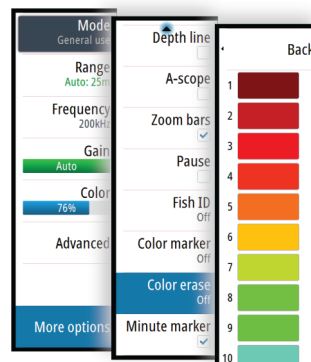 Mode
General use
Range
Auto: 25m
Frequency
200kHz
Gain
Auto
Color
76%
Advanced
More options
Depth line
A-scope
Zoom bars
Pause
Fish ID
Off
Color marker
Off
Color erase
Off
Minute marker
Back
1
2
3
4
5
6
7
8
9
10